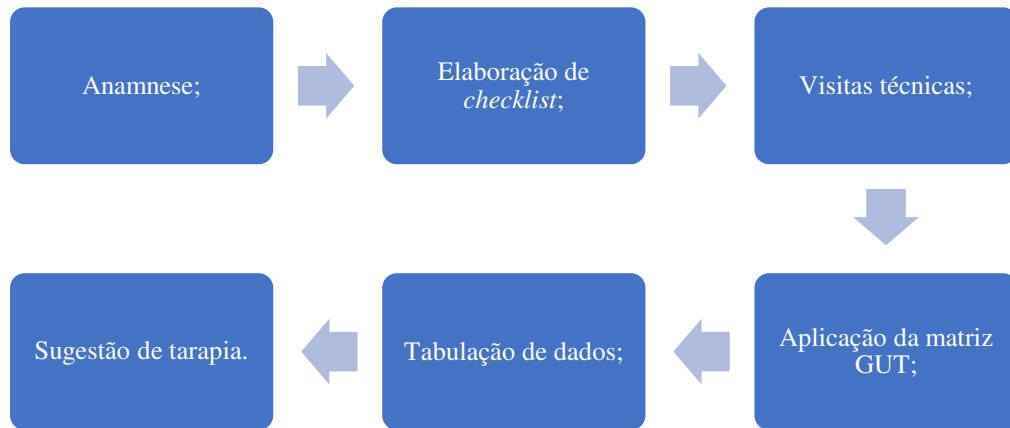 Anamnese;
Elaboração de
checklist;
Visitas técnicas;
Aplicação da matriz
GUT;
Tabulação de dados;
Sugestão de tarapia.